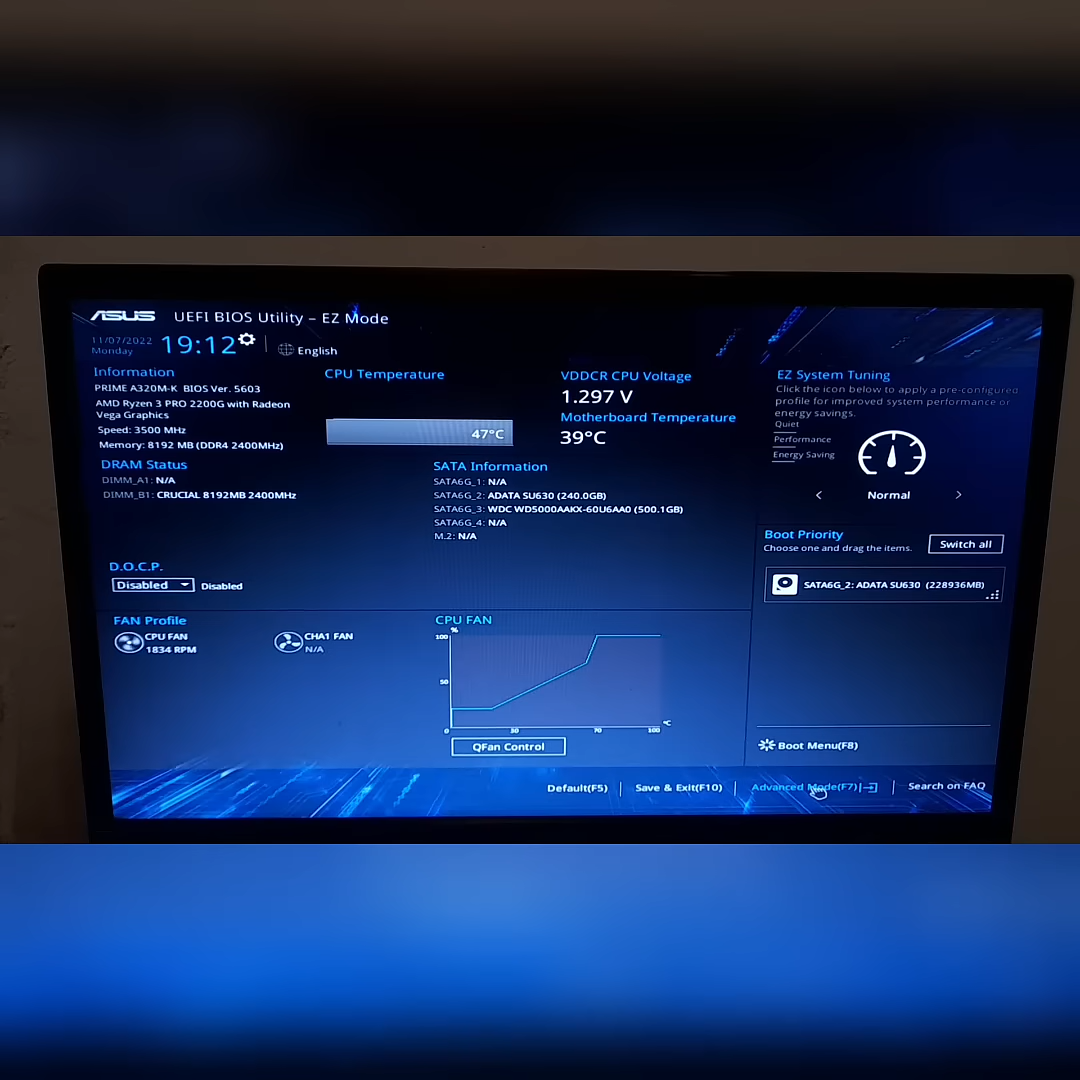 ASUS UEFI BIOS Utility – EZ Mode
11/07/2022
Monday
19:12
English
Information
PRIME A320M-K BIOS Ver. 5603
AMD Ryzen 3 PRO 2200G with Radeon
Vega Graphics
Speed: 3500 MHz
Memory: 8192 MB (DDR4 2400MHz)
CPU Temperature
47°C
VDDCR CPU Voltage
1.297 V
Motherboard Temperature
39°C
EZ System Tuning
Click the icon below to apply a pre-configured
profile for improved system performance or
energy savings.
Quiet
Performance
Energy Saving
Normal
DRAM Status
DIMM_A1: N/A
DIMM_B1: CRUCIAL 8192MB 2400MHz
SATA Information
SATA6G_1: N/A
SATA6G_2: ADATA SU630 (240.0GB)
SATA6G_3: WDC WD5000AAKX-60U6AA0 (500.1GB)
SATA6G_4: N/A
M.2: N/A
Boot Priority
Choose one and drag the items.
Switch all
SATA6G_2: ADATA SU630 (228936MB)
D.O.C.P.
Disabled Disabled
FAN Profile
CPU FAN
1834 RPM
CHA1 FAN
N/A
CPU FAN
%
100
50
0 30 70 100
°C
QFan Control
Boot Menu(F8)
Default(F5) Save & Exit(F10) Advanced Mode(F7) Search on FAQ